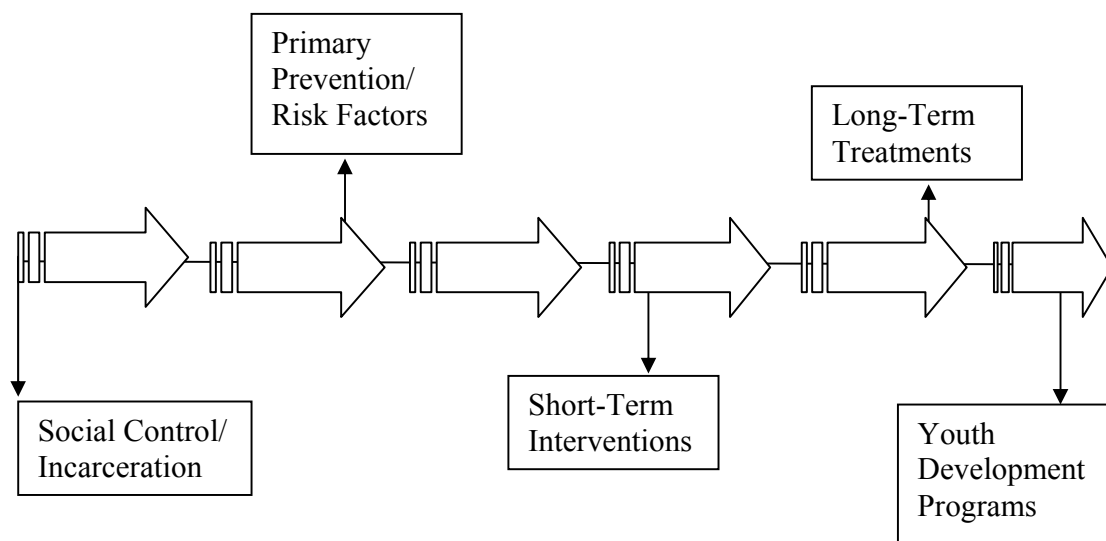 Primary
Prevention/
Risk Factors
Long-Term
Treatments
Social Control/
Incarceration
Short-Term
Interventions
Youth
Development
Programs